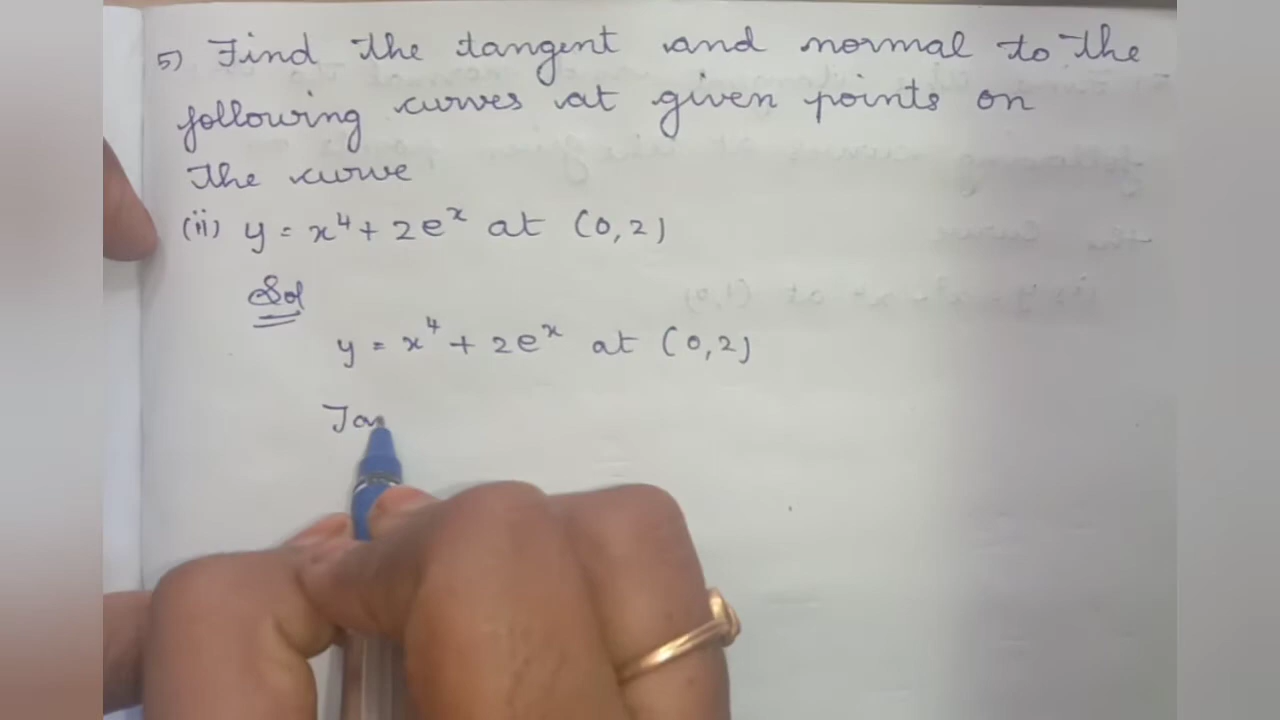 5) Find the tangent and normal to the
following curves at given points on
the curve
(ii) y = x⁴ + 2eˣ at (0,2)
Sol
y = x⁴ + 2eˣ at (0,2)
Tan